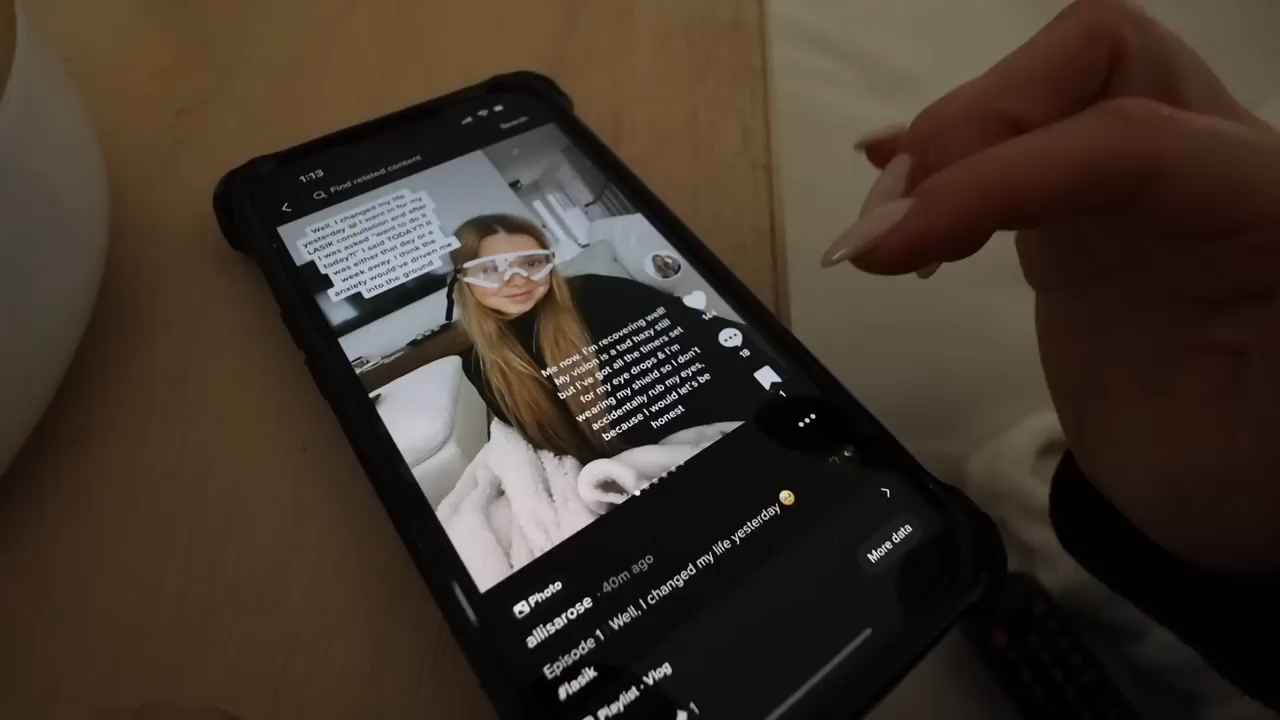 1:13
Search
Find related content
Well, I changed my life
yesterday 🥹 I went in for my
LASIK consultation and after
I was asked "want to do it
today?!" I said TODAY?! It
was either that day or a
week away. I think the
anxiety would've driven me
into the ground
Me now. I'm recovering well!
My vision is a tad hazy still
but I've got all the timers set
for my eye drops & I'm
wearing my shield so I don't
accidentally rub my eyes,
because I would let's be
honest
18
1
Photo
allisarose · 40m ago
Episode 1 Well, I changed my life yesterday 🥹
#lasik
More data
Playlist · Vlog
1